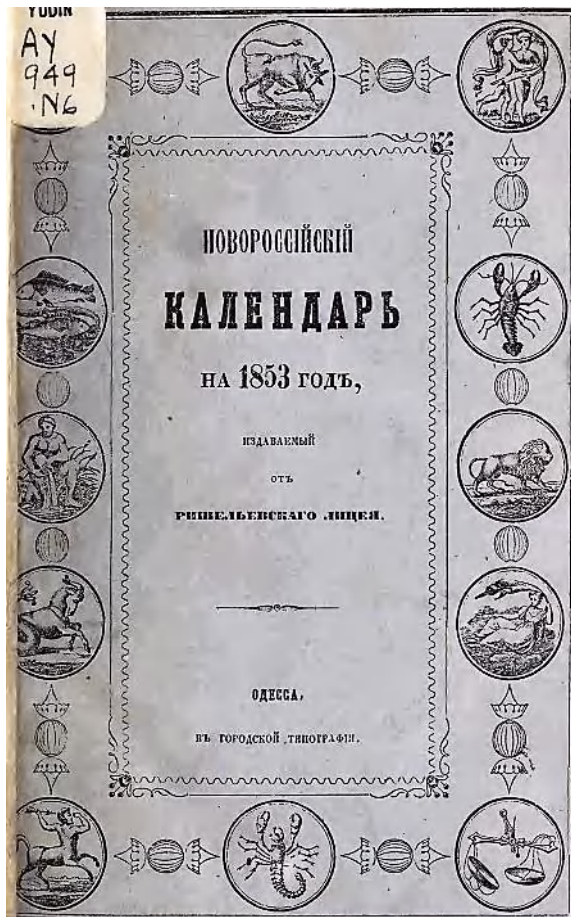 YUDIN
AY
949
.N6
НОВОРОССІЙСКІЙ
КАЛЕНДАРЬ
НА 1853 ГОДЪ,
ИЗДАВАЕМЫЙ
ОТЪ
РИШЕЛЬЕВСКАГО ЛИЦЕЯ.
ОДЕССА,
ВЪ ГОРОДСКОЙ ТИПОГРАФІИ.